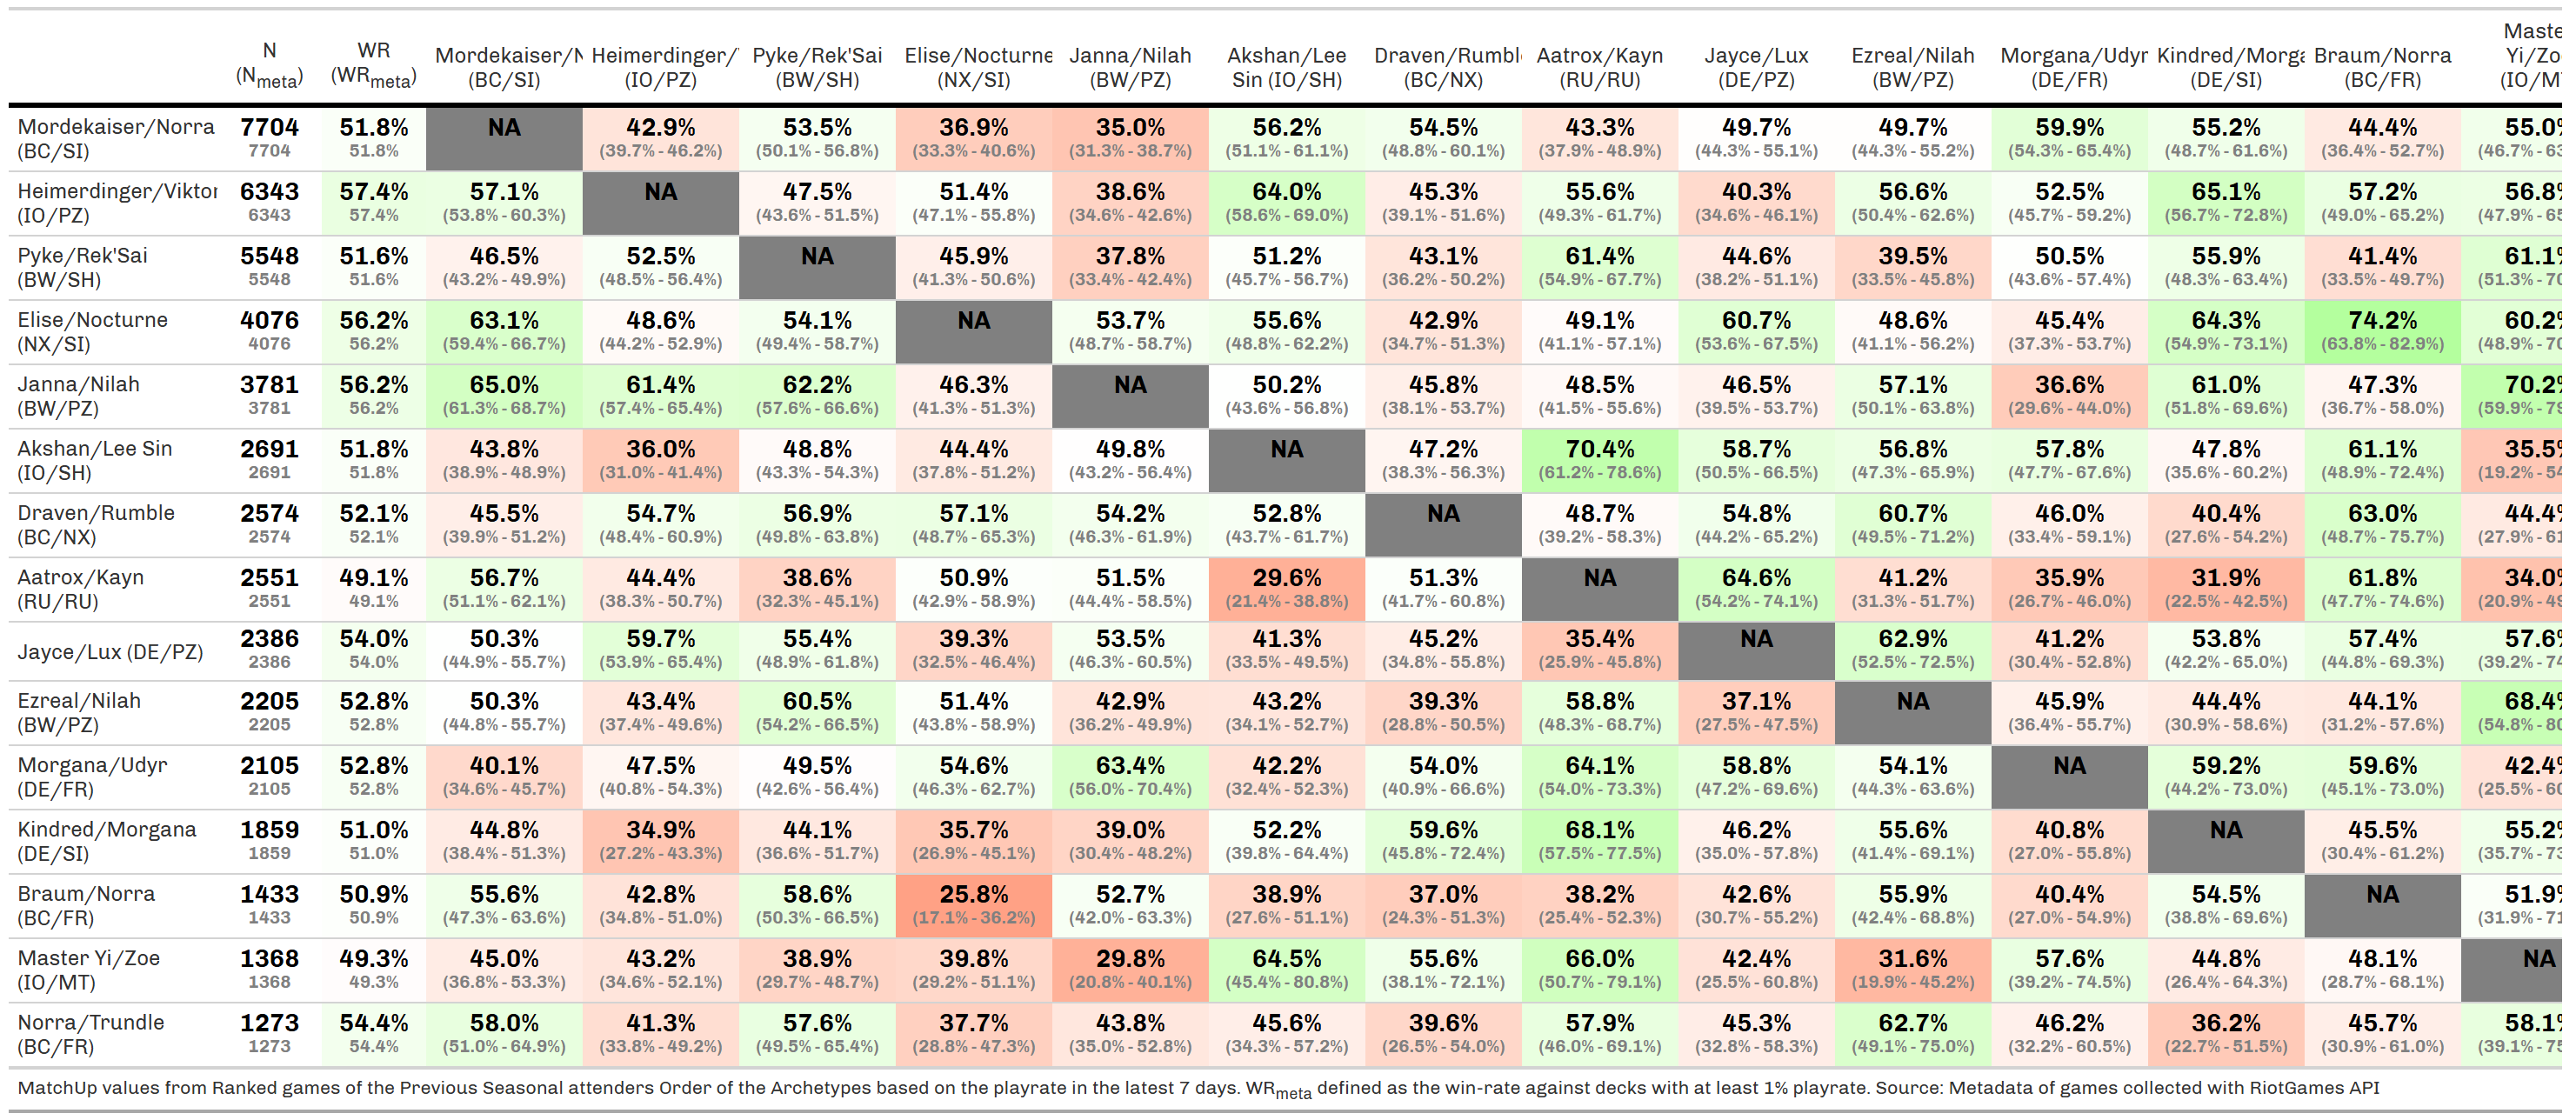 N WR Mordekaiser/N Heimerdinger/ Pyke/Rek'Sai Elise/Nocturne Janna/Nilah Akshan/Lee Draven/Rumbl Aatrox/Kayn Jayce/Lux Ezreal/Nilah Morgana/Udyr Kindred/Morga Braum/Norra Maste
(Nmeta) (WRmeta) (BC/SI) (IO/PZ) (BW/SH) (NX/SI) (BW/PZ) Sin (IO/SH) (BC/NX) (RU/RU) (DE/PZ) (BW/PZ) (DE/FR) (DE/SI) (BC/FR) Yi/Zo (IO/M
Mordekaiser/Norra 7704 51.8% NA 42.9% 53.5% 36.9% 35.0% 56.2% 54.5% 43.3% 49.7% 49.7% 59.9% 55.2% 44.4% 55.0%
(BC/SI) 7704 51.8% (39.7% - 46.2%) (50.1% - 56.8%) (33.3% - 40.6%) (31.3% - 38.7%) (51.1% - 61.1%) (48.8% - 60.1%) (37.9% - 48.9%) (44.3% - 55.1%) (44.3% - 55.2%) (54.3% - 65.4%) (48.7% - 61.6%) (36.4% - 52.7%) (46.7% - 63
Heimerdinger/Viktor 6343 57.4% 57.1% NA 47.5% 51.4% 38.6% 64.0% 45.3% 55.6% 40.3% 56.6% 52.5% 65.1% 57.2% 56.8%
(IO/PZ) 6343 57.4% (53.8% - 60.3%) (43.6% - 51.5%) (47.1% - 55.8%) (34.6% - 42.6%) (58.6% - 69.0%) (39.1% - 51.6%) (49.3% - 61.7%) (34.6% - 46.1%) (50.4% - 62.6%) (45.7% - 59.2%) (56.7% - 72.8%) (49.0% - 65.2%) (47.9% - 65
Pyke/Rek'Sai 5548 51.6% 46.5% 52.5% NA 45.9% 37.8% 51.2% 43.1% 61.4% 44.6% 39.5% 50.5% 55.9% 41.4% 61.1%
(BW/SH) 5548 51.6% (43.2% - 49.9%) (48.5% - 56.4%) (41.3% - 50.6%) (33.4% - 42.4%) (45.7% - 56.7%) (36.2% - 50.2%) (54.9% - 67.7%) (38.2% - 51.1%) (33.5% - 45.8%) (43.6% - 57.4%) (48.3% - 63.4%) (33.5% - 49.7%) (51.3% - 70
Elise/Nocturne 4076 56.2% 63.1% 48.6% 54.1% NA 53.7% 55.6% 42.9% 49.1% 60.7% 48.6% 45.4% 64.3% 74.2% 60.2%
(NX/SI) 4076 56.2% (59.4% - 66.7%) (44.2% - 52.9%) (49.4% - 58.7%) (48.7% - 58.7%) (48.8% - 62.2%) (34.7% - 51.3%) (41.1% - 57.1%) (53.6% - 67.5%) (41.1% - 56.2%) (37.3% - 53.7%) (54.9% - 73.1%) (63.8% - 82.9%) (48.9% - 70
Janna/Nilah 3781 56.2% 65.0% 61.4% 62.2% 46.3% NA 50.2% 45.8% 48.5% 46.5% 57.1% 36.6% 61.0% 47.3% 70.2%
(BW/PZ) 3781 56.2% (61.3% - 68.7%) (57.4% - 65.4%) (57.6% - 66.6%) (41.3% - 51.3%) (43.6% - 56.8%) (38.1% - 53.7%) (41.5% - 55.6%) (39.5% - 53.7%) (50.1% - 63.8%) (29.6% - 44.0%) (51.8% - 69.6%) (36.7% - 58.0%) (59.9% - 79
Akshan/Lee Sin 2691 51.8% 43.8% 36.0% 48.8% 44.4% 49.8% NA 47.2% 70.4% 58.7% 56.8% 57.8% 47.8% 61.1% 35.5%
(IO/SH) 2691 51.8% (38.9% - 48.9%) (31.0% - 41.4%) (43.3% - 54.3%) (37.8% - 51.2%) (43.2% - 56.4%) (38.3% - 56.3%) (61.2% - 78.6%) (50.5% - 66.5%) (47.3% - 65.9%) (47.7% - 67.6%) (35.6% - 60.2%) (48.9% - 72.4%) (19.2% - 54
Draven/Rumble 2574 52.1% 45.5% 54.7% 56.9% 57.1% 54.2% 52.8% NA 48.7% 54.8% 60.7% 46.0% 40.4% 63.0% 44.4%
(BC/NX) 2574 52.1% (39.9% - 51.2%) (48.4% - 60.9%) (49.8% - 63.8%) (48.7% - 65.3%) (46.3% - 61.9%) (43.7% - 61.7%) (39.2% - 58.3%) (44.2% - 65.2%) (49.5% - 71.2%) (33.4% - 59.1%) (27.6% - 54.2%) (48.7% - 75.7%) (27.9% - 61
Aatrox/Kayn 2551 49.1% 56.7% 44.4% 38.6% 50.9% 51.5% 29.6% 51.3% NA 64.6% 41.2% 35.9% 31.9% 61.8% 34.0%
(RU/RU) 2551 49.1% (51.1% - 62.1%) (38.3% - 50.7%) (32.3% - 45.1%) (42.9% - 58.9%) (44.4% - 58.5%) (21.4% - 38.8%) (41.7% - 60.8%) (54.2% - 74.1%) (31.3% - 51.7%) (26.7% - 46.0%) (22.5% - 42.5%) (47.7% - 74.6%) (20.9% - 49
Jayce/Lux (DE/PZ) 2386 54.0% 50.3% 59.7% 55.4% 39.3% 53.5% 41.3% 45.2% 35.4% NA 62.9% 41.2% 53.8% 57.4% 57.6%
2386 54.0% (44.9% - 55.7%) (53.9% - 65.4%) (48.9% - 61.8%) (32.5% - 46.4%) (46.3% - 60.5%) (33.5% - 49.5%) (34.8% - 55.8%) (25.9% - 45.8%) (52.5% - 72.5%) (30.4% - 52.8%) (42.2% - 65.0%) (44.8% - 69.3%) (39.2% - 74
Ezreal/Nilah 2205 52.8% 50.3% 43.4% 60.5% 51.4% 42.9% 43.2% 39.3% 58.8% 37.1% NA 45.9% 44.4% 44.1% 68.4%
(BW/PZ) 2205 52.8% (44.8% - 55.7%) (37.4% - 49.6%) (54.2% - 66.5%) (43.8% - 58.9%) (36.2% - 49.9%) (34.1% - 52.7%) (28.8% - 50.5%) (48.3% - 68.7%) (27.5% - 47.5%) (36.4% - 55.7%) (30.9% - 58.6%) (31.2% - 57.6%) (54.8% - 80
Morgana/Udyr 2105 52.8% 40.1% 47.5% 49.5% 54.6% 63.4% 42.2% 54.0% 64.1% 58.8% 54.1% NA 59.2% 59.6% 42.4%
(DE/FR) 2105 52.8% (34.6% - 45.7%) (40.8% - 54.3%) (42.6% - 56.4%) (46.3% - 62.7%) (56.0% - 70.4%) (32.4% - 52.3%) (40.9% - 66.6%) (54.0% - 73.3%) (47.2% - 69.6%) (44.3% - 63.6%) (44.2% - 73.0%) (45.1% - 73.0%) (25.5% - 60
Kindred/Morgana 1859 51.0% 44.8% 34.9% 44.1% 35.7% 39.0% 52.2% 59.6% 68.1% 46.2% 55.6% 40.8% NA 45.5% 55.2%
(DE/SI) 1859 51.0% (38.4% - 51.3%) (27.2% - 43.3%) (36.6% - 51.7%) (26.9% - 45.1%) (30.4% - 48.2%) (39.8% - 64.4%) (45.8% - 72.4%) (57.5% - 77.5%) (35.0% - 57.8%) (41.4% - 69.1%) (27.0% - 55.8%) (30.4% - 61.2%) (35.7% - 73
Braum/Norra 1433 50.9% 55.6% 42.8% 58.6% 25.8% 52.7% 38.9% 37.0% 38.2% 42.6% 55.9% 40.4% 54.5% NA 51.9%
(BC/FR) 1433 50.9% (47.3% - 63.6%) (34.8% - 51.0%) (50.3% - 66.5%) (17.1% - 36.2%) (42.0% - 63.3%) (27.6% - 51.1%) (24.3% - 51.3%) (25.4% - 52.3%) (30.7% - 55.2%) (42.4% - 68.8%) (27.0% - 54.9%) (38.8% - 69.6%) (31.9% - 71
Master Yi/Zoe 1368 49.3% 45.0% 43.2% 38.9% 39.8% 29.8% 64.5% 55.6% 66.0% 42.4% 31.6% 57.6% 44.8% 48.1% NA
(IO/MT) 1368 49.3% (36.8% - 53.3%) (34.6% - 52.1%) (29.7% - 48.7%) (29.2% - 51.1%) (20.8% - 40.1%) (45.4% - 80.8%) (38.1% - 72.1%) (50.7% - 79.1%) (25.5% - 60.8%) (19.9% - 45.2%) (39.2% - 74.5%) (26.4% - 64.3%) (28.7% - 68.1%)
Norra/Trundle 1273 54.4% 58.0% 41.3% 57.6% 37.7% 43.8% 45.6% 39.6% 57.9% 45.3% 62.7% 46.2% 36.2% 45.7% 58.1%
(BC/FR) 1273 54.4% (51.0% - 64.9%) (33.8% - 49.2%) (49.5% - 65.4%) (28.8% - 47.3%) (35.0% - 52.8%) (34.3% - 57.2%) (26.5% - 54.0%) (46.0% - 69.1%) (32.8% - 58.3%) (49.1% - 75.0%) (32.2% - 60.5%) (22.7% - 51.5%) (30.9% - 61.0%) (39.1% - 75
MatchUp values from Ranked games of the Previous Seasonal attenders Order of the Archetypes based on the playrate in the latest 7 days. WRmeta defined as the win-rate against decks with at least 1% playrate. Source: Metadata of games collected with RiotGames API